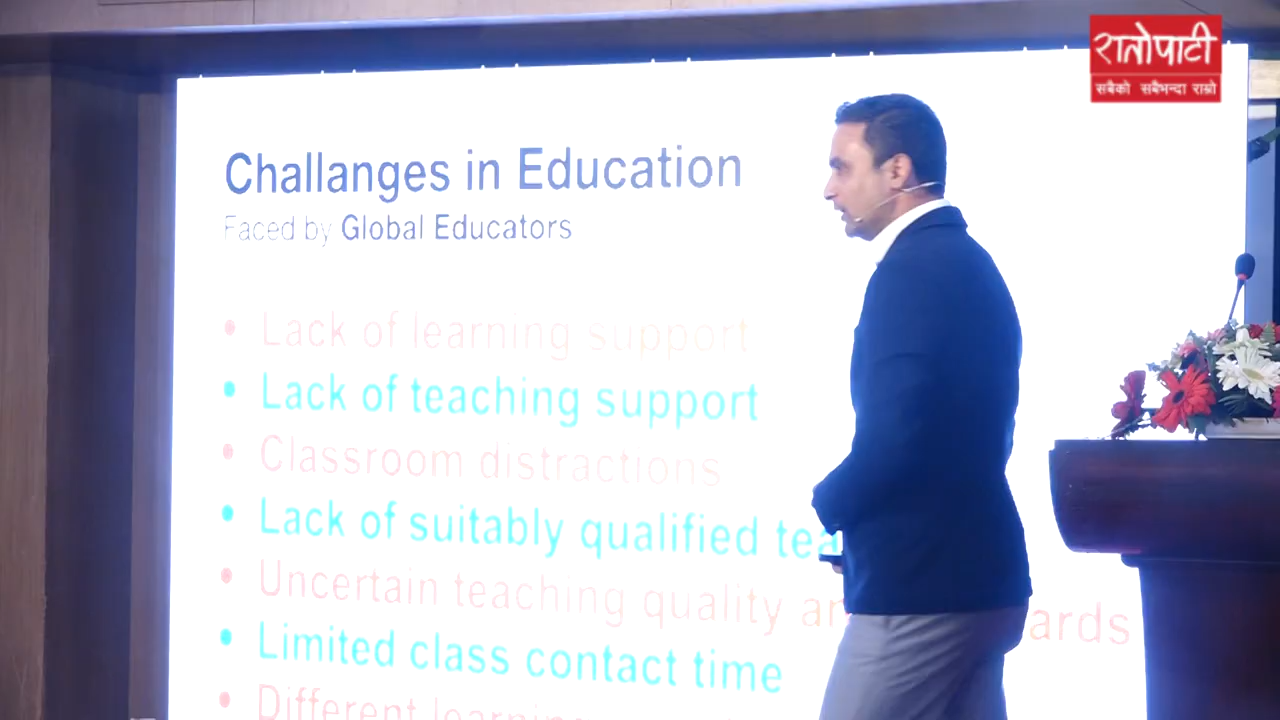 रातोपाटी
सबैको सबैभन्दा राम्रो
Challanges in Education
Faced by Global Educators
• Lack of learning support
• Lack of teaching support
• Classroom distractions
• Lack of suitably qualified
• Uncertain teaching quality
• Limited class contact time
• Different